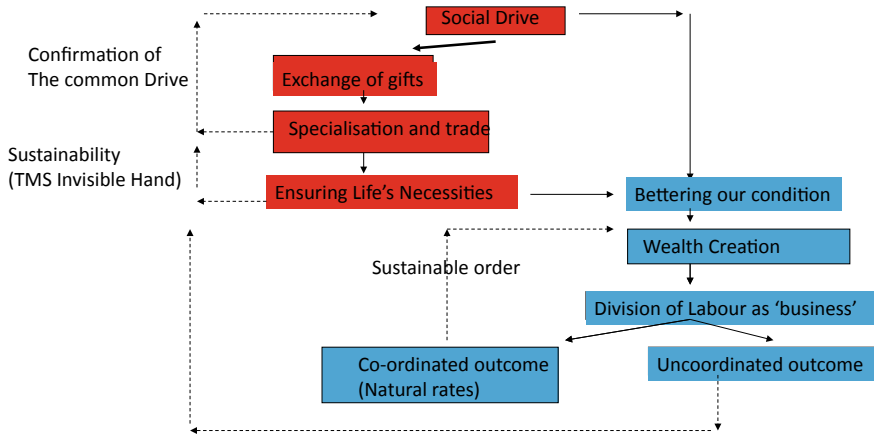 Social Drive
Confirmation of
The common Drive
Exchange of gifts
Specialisation and trade
Sustainability
(TMS Invisible Hand)
Ensuring Life's Necessities
Bettering our condition
Wealth Creation
Sustainable order
Division of Labour as ‘business’
Co-ordinated outcome
(Natural rates)
Uncoordinated outcome